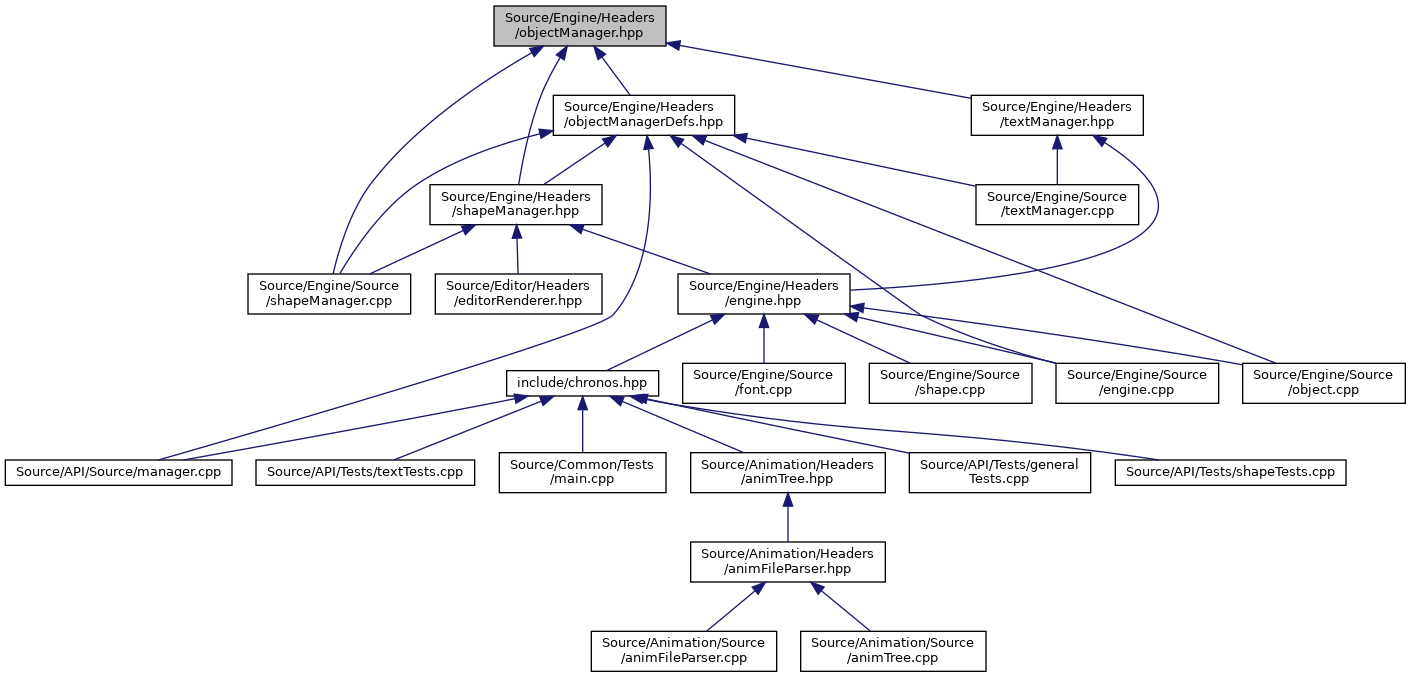 Source/Engine/Headers
/objectManager.hpp
Source/Engine/Headers
/objectManagerDefs.hpp
Source/Engine/Headers
/textManager.hpp
Source/Engine/Headers
/shapeManager.hpp
Source/Engine/Source
/textManager.cpp
Source/Engine/Source
/shapeManager.cpp
Source/Editor/Headers
/editorRenderer.hpp
Source/Engine/Headers
/engine.hpp
include/chronos.hpp
Source/Engine/Source
/font.cpp
Source/Engine/Source
/shape.cpp
Source/Engine/Source
/engine.cpp
Source/Engine/Source
/object.cpp
Source/API/Source/manager.cpp
Source/API/Tests/textTests.cpp
Source/Common/Tests
/main.cpp
Source/Animation/Headers
/animTree.hpp
Source/API/Tests/general
Tests.cpp
Source/API/Tests/shapeTests.cpp
Source/Animation/Headers
/animFileParser.hpp
Source/Animation/Source
/animFileParser.cpp
Source/Animation/Source
/animTree.cpp